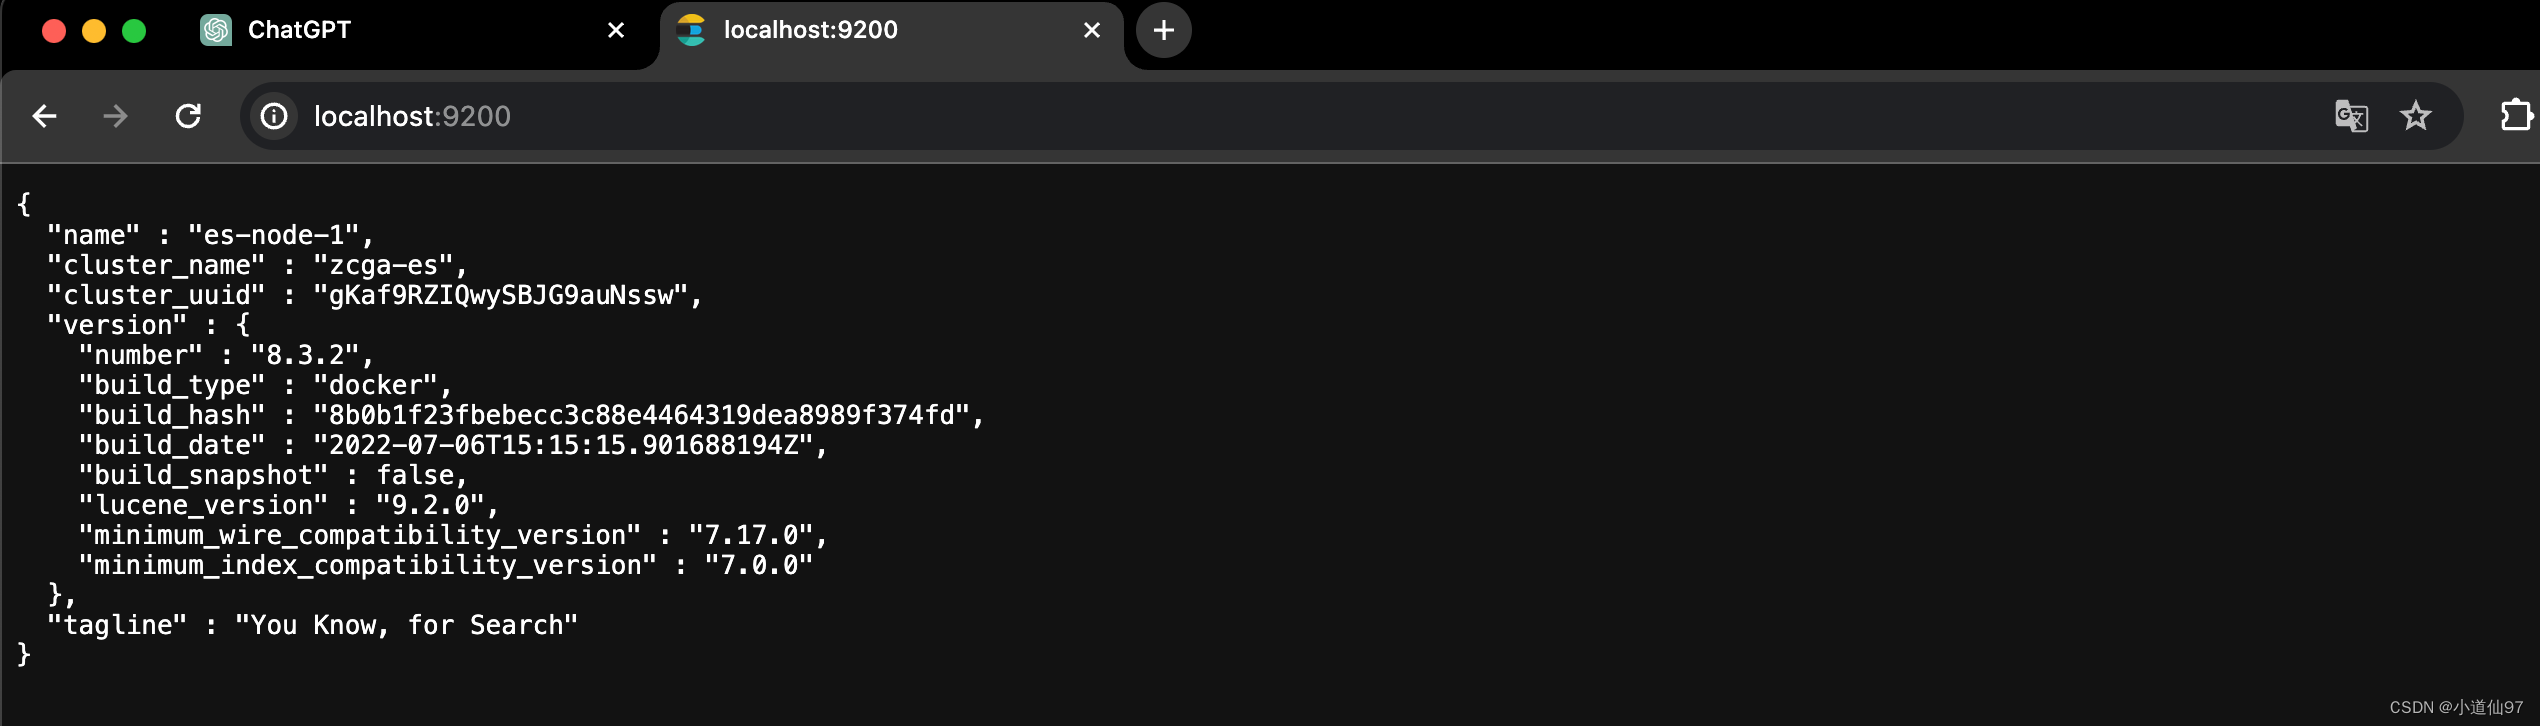 ChatGPT
localhost:9200
localhost:9200
{
  "name" : "es-node-1",
  "cluster_name" : "zcga-es",
  "cluster_uuid" : "gKaf9RZIQwySBJG9auNssw",
  "version" : {
    "number" : "8.3.2",
    "build_type" : "docker",
    "build_hash" : "8b0b1f23fbebecc3c88e4464319dea8989f374fd",
    "build_date" : "2022-07-06T15:15:15.901688194Z",
    "build_snapshot" : false,
    "lucene_version" : "9.2.0",
    "minimum_wire_compatibility_version" : "7.17.0",
    "minimum_index_compatibility_version" : "7.0.0"
  },
  "tagline" : "You Know, for Search"
}
CSDN @小道仙97